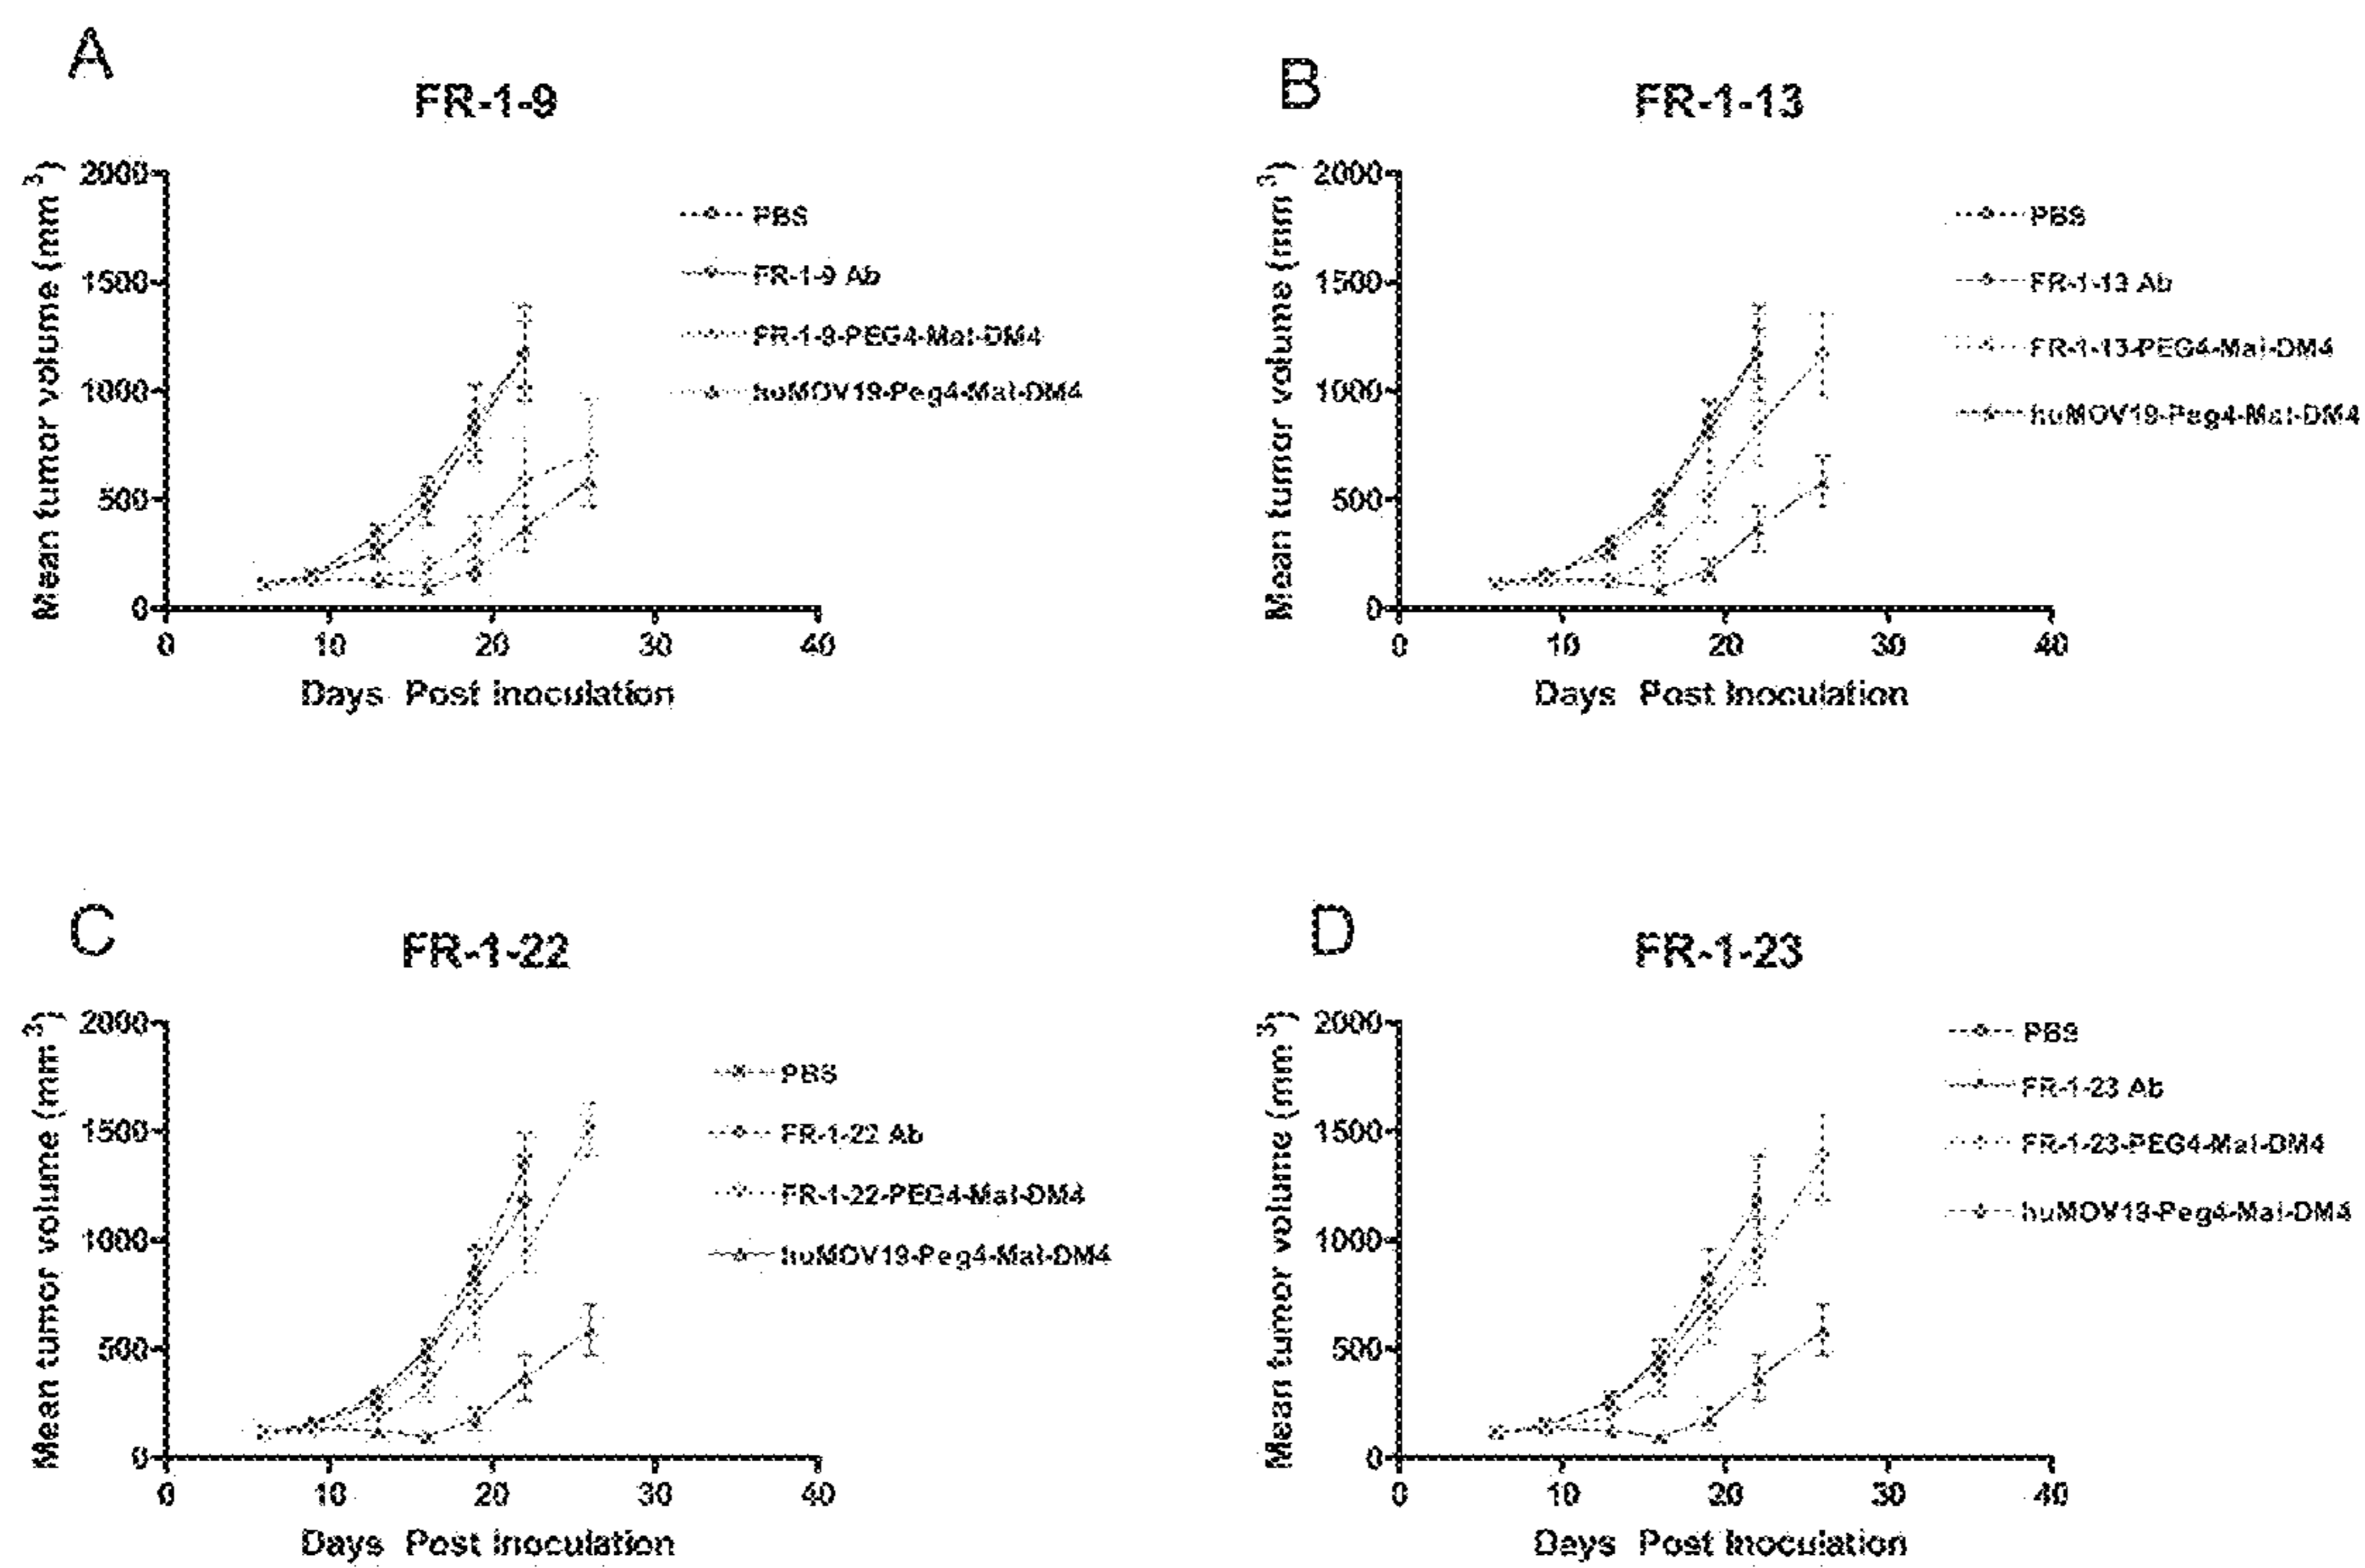 A
FR-1-9
Mean tumor volume (mm³)
2000
1500
1000
500
0
0 10 20 30 40
Days Post Inoculation
PBS
FR-1-9 Ab
FR-1-9-PEG4-Mal-DM4
huMOV19-Peg4-Mal-DM4
B
FR-1-13
Mean tumor volume (mm³)
2000
1500
1000
500
0
0 10 20 30 40
Days Post Inoculation
PBS
FR-1-13 Ab
FR-1-13-PEG4-Mal-DM4
huMOV19-Peg4-Mal-DM4
C
FR-1-22
Mean tumor volume (mm³)
2000
1500
1000
500
0
0 10 20 30 40
Days Post Inoculation
PBS
FR-1-22 Ab
FR-1-22-PEG4-Mal-DM4
huMOV19-Peg4-Mal-DM4
D
FR-1-23
Mean tumor volume (mm³)
2000
1500
1000
500
0
0 10 20 30 40
Days Post Inoculation
PBS
FR-1-23 Ab
FR-1-23-PEG4-Mal-DM4
huMOV19-Peg4-Mal-DM4